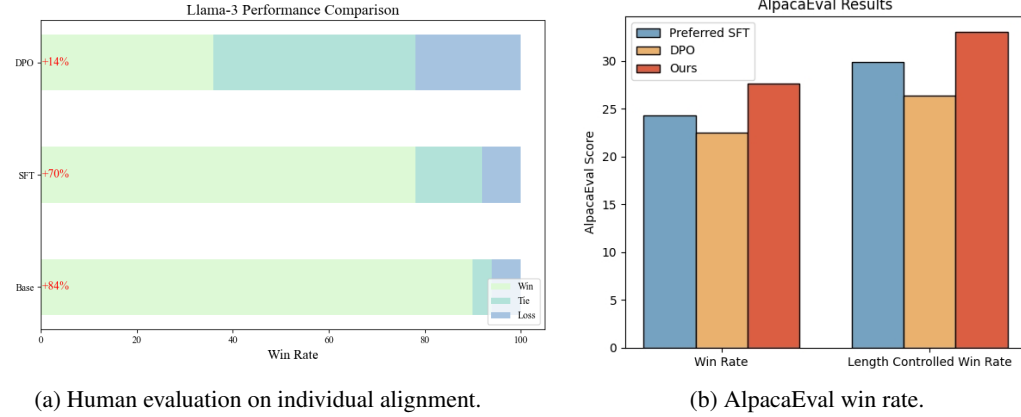 Llama-3 Performance Comparison
DPO
+14%
SFT
+70%
Base
+84%
Win
Tie
Loss
0 20 40 60 80 100
Win Rate
(a) Human evaluation on individual alignment.
AlpacaEval Results
Preferred SFT
DPO
Ours
AlpacaEval Score
30
25
20
15
10
5
0
Win Rate Length Controlled Win Rate
(b) AlpacaEval win rate.